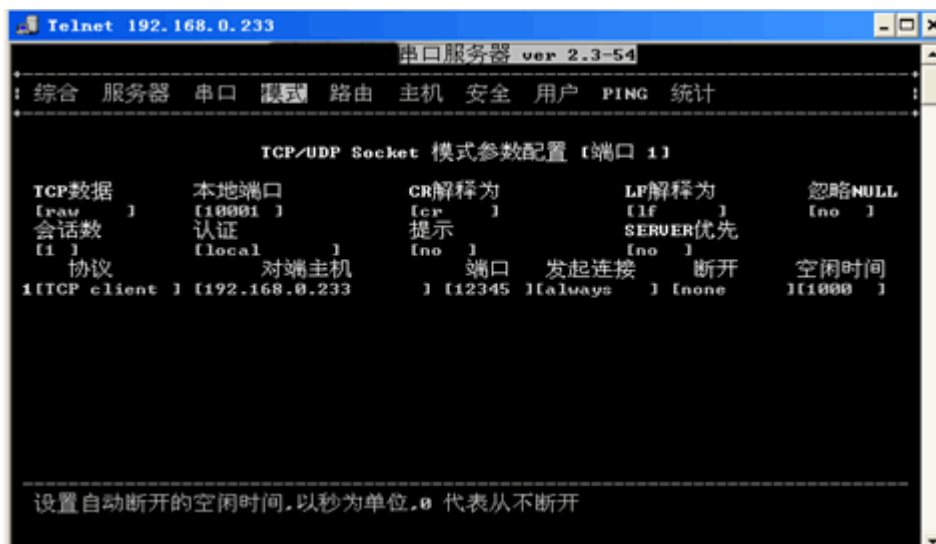 Telnet 192.168.0.233
串口服务器 ver 2.3-54
综合 服务器 串口 模式 路由 主机 安全 用户 PING 统计
TCP/UDP Socket 模式参数配置 [端口 1]
TCP数据 本地端口 CR解释为 LF解释为 忽略NULL
[raw ] [10001 ] [cr ] [lf ] [no ]
会话数 认证 提示 SERVER优先
[1 ] [local ] [no ] [no ]
协议 对端主机 端口 发起连接 断开 空闲时间
1[TCP client ] [192.168.0.233 ] [12345 ][always ] [none ][1000 ]
设置自动断开的空闲时间,以秒为单位,0 代表从不断开